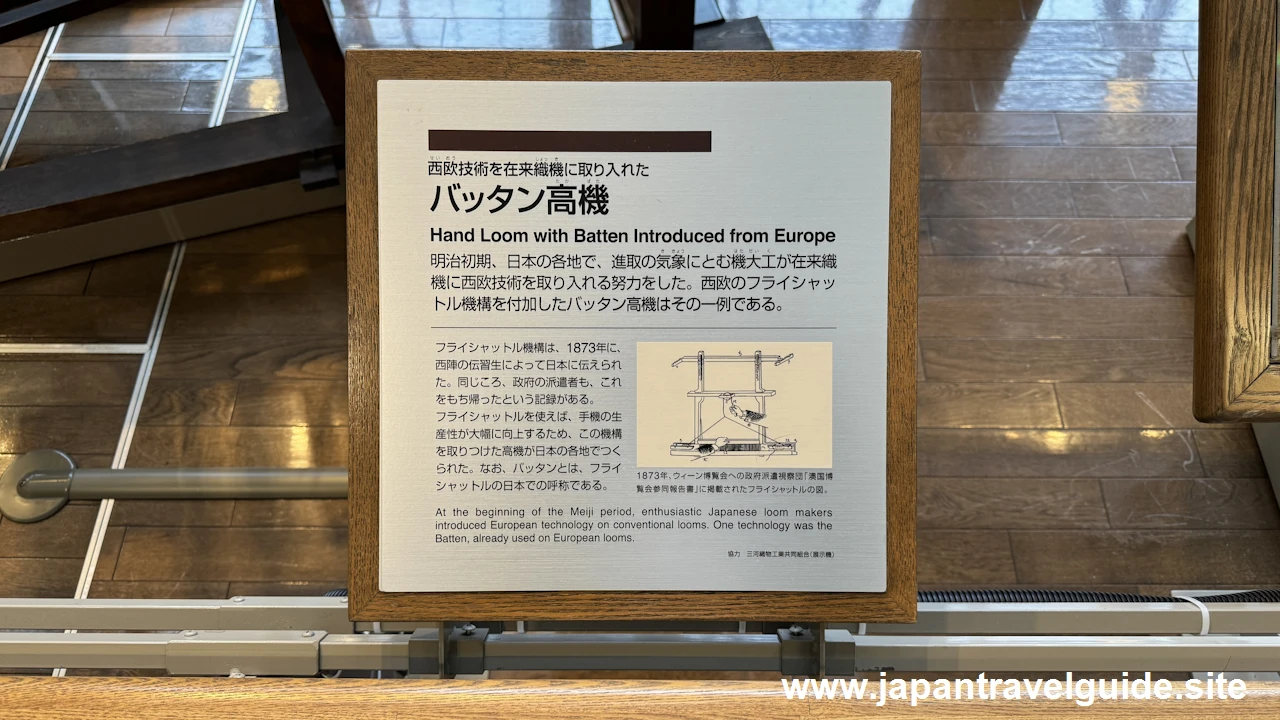 西欧技術を在来織機に取り入れた
バッタン高機
Hand Loom with Batten Introduced from Europe
明治初期、日本の各地で、進取の気象にとむ機大工が在来織
機に西欧技術を取り入れる努力をした。西欧のフライシャッ
トル機構を付加したバッタン高機はその一例である。
フライシャットル機構は、1873年に、
西陣の伝習生によって日本に伝えられ
た。同じころ、政府の派遣者も、これ
をもち帰ったという記録がある。
フライシャットルを使えば、手機の生
産性が大幅に向上するため、この機構
を取りつけた高機が日本の各地でつく
られた。なお、バッタンとは、フライ
シャットルの日本での呼称である。
1873年、ウィーン博覧会への政府派遣視察団「澳国博
覧会参同報告書」に掲載されたフライシャットルの図。
At the beginning of the Meiji period, enthusiastic Japanese loom makers
introduced European technology on conventional looms. One technology was the
Batten, already used on European looms.
協力 三河織物工業共同組合(展示機)
www.japantravelguide.site